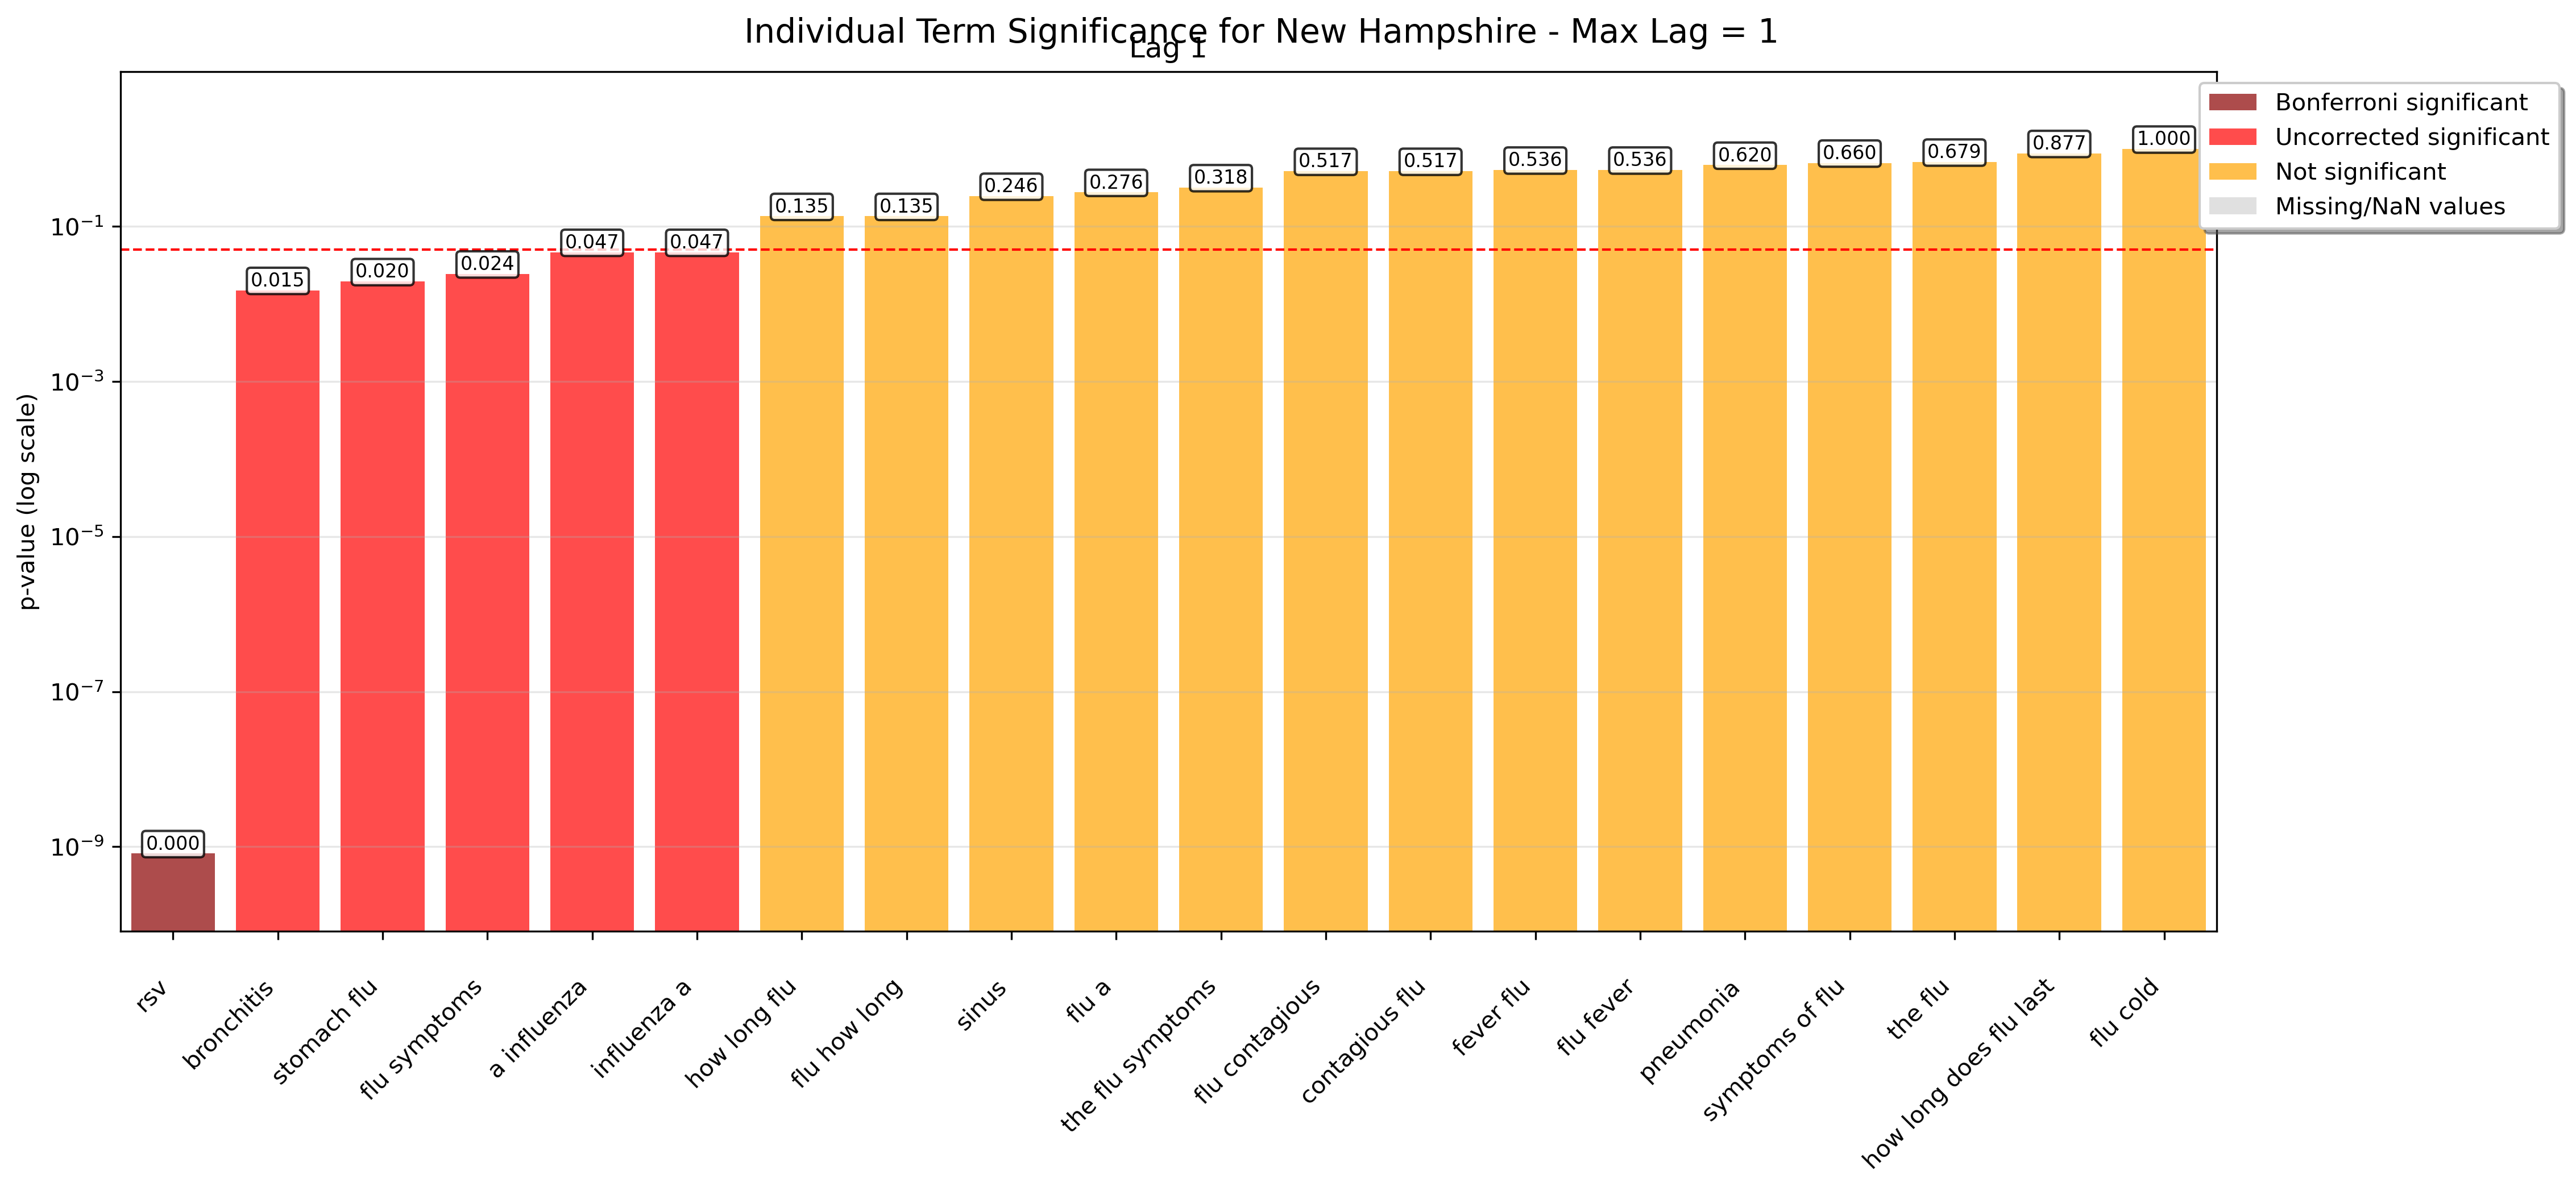 Individual Term Significance for New Hampshire - Max Lag = 1
Lag 1
Bonferroni significant
Uncorrected significant
Not significant
Missing/NaN values
p-value (log scale)
10⁻¹
10⁻³
10⁻⁵
10⁻⁷
10⁻⁹
0.000
0.015
0.020
0.024
0.047
0.047
0.135
0.135
0.246
0.276
0.318
0.517
0.517
0.536
0.536
0.620
0.660
0.679
0.877
1.000
rsv
bronchitis
stomach flu
flu symptoms
a influenza
influenza a
how long flu
flu how long
sinus
flu a
the flu symptoms
flu contagious
contagious flu
fever flu
flu fever
pneumonia
symptoms of flu
the flu
how long does flu last
flu cold